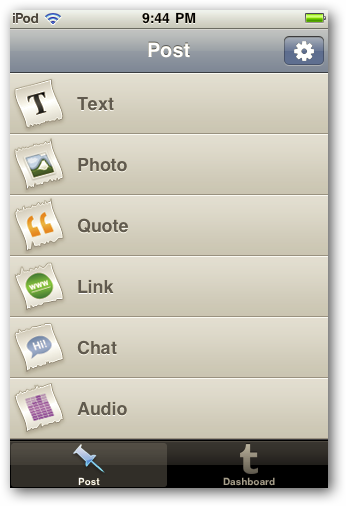 iPod 9:44 PM
Post
T Text
Photo
Quote
www Link
Hi! Chat
Audio
t
Post Dashboard